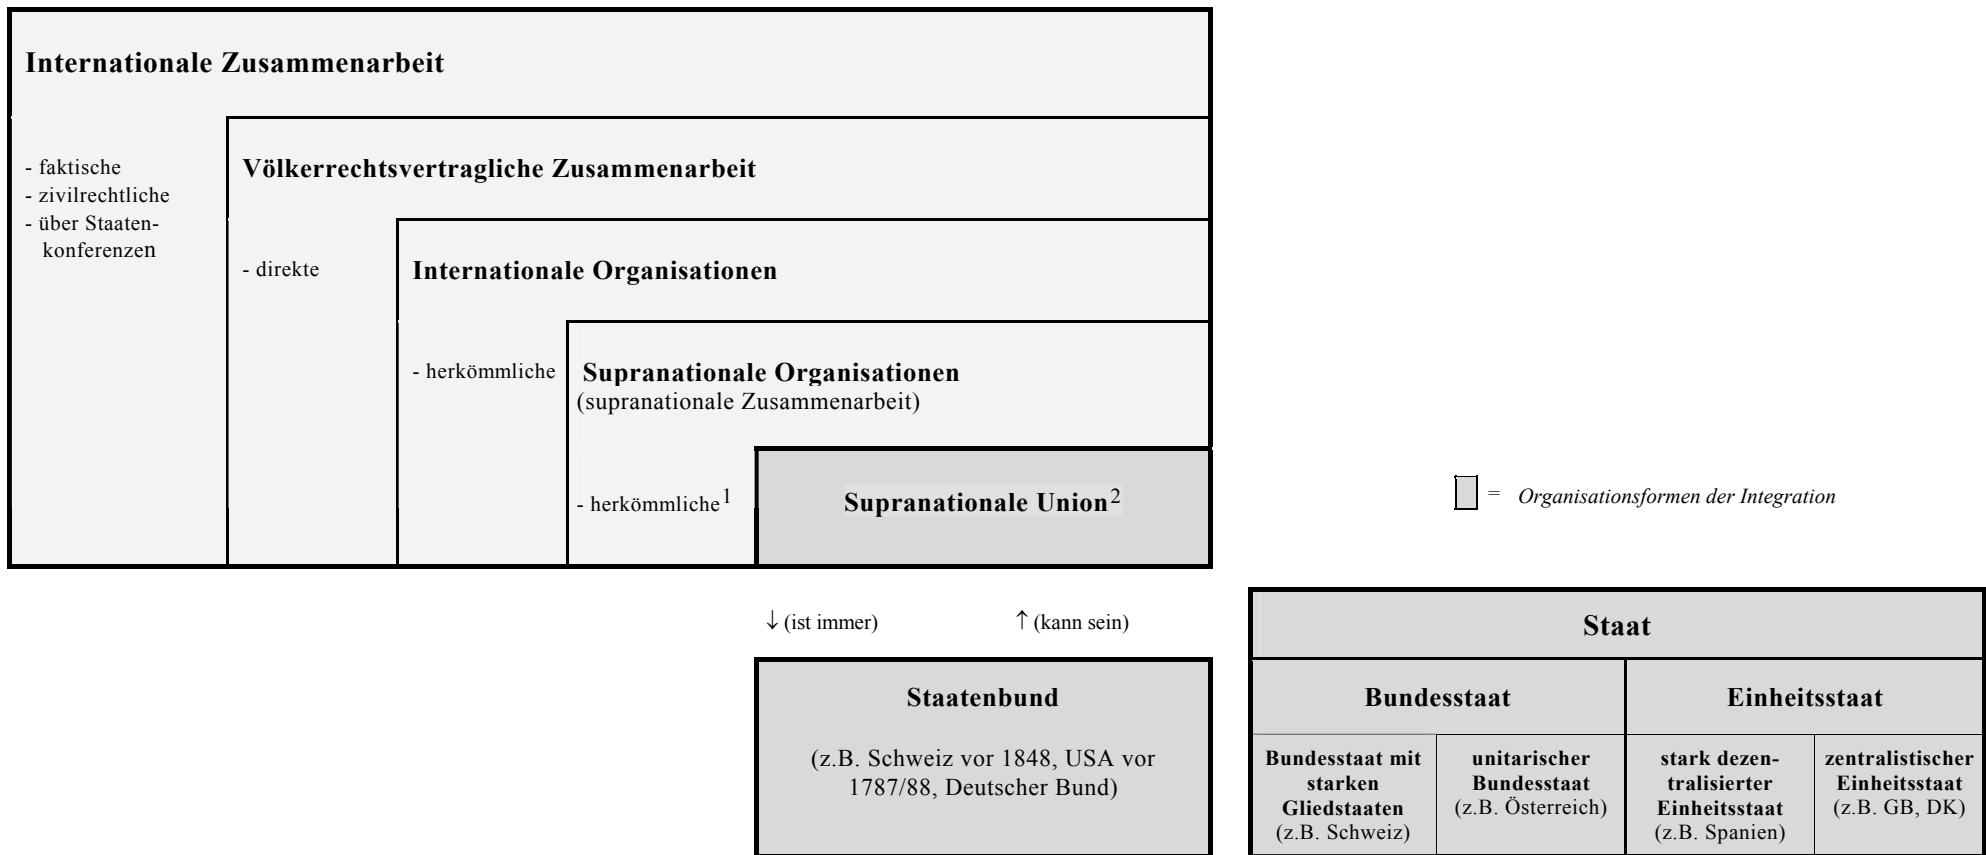 Internationale Zusammenarbeit
- faktische
- zivilrechtliche
- über Staaten-
konferenzen
Völkerrechtsvertragliche Zusammenarbeit
- direkte
Internationale Organisationen
- herkömmliche
Supranationale Organisationen
(supranationale Zusammenarbeit)
- herkömmliche1
Supranationale Union2
= Organisationsformen der Integration
↓ (ist immer)
↑ (kann sein)
Staatenbund
(z.B. Schweiz vor 1848, USA vor
1787/88, Deutscher Bund)
Staat
Bundesstaat
Einheitsstaat
Bundesstaat mit
starken
Gliedstaaten
(z.B. Schweiz)
unitarischer
Bundesstaat
(z.B. Österreich)
stark dezen-
tralisierter
Einheitsstaat
(z.B. Spanien)
zentralistischer
Einheitsstaat
(z.B. GB, DK)